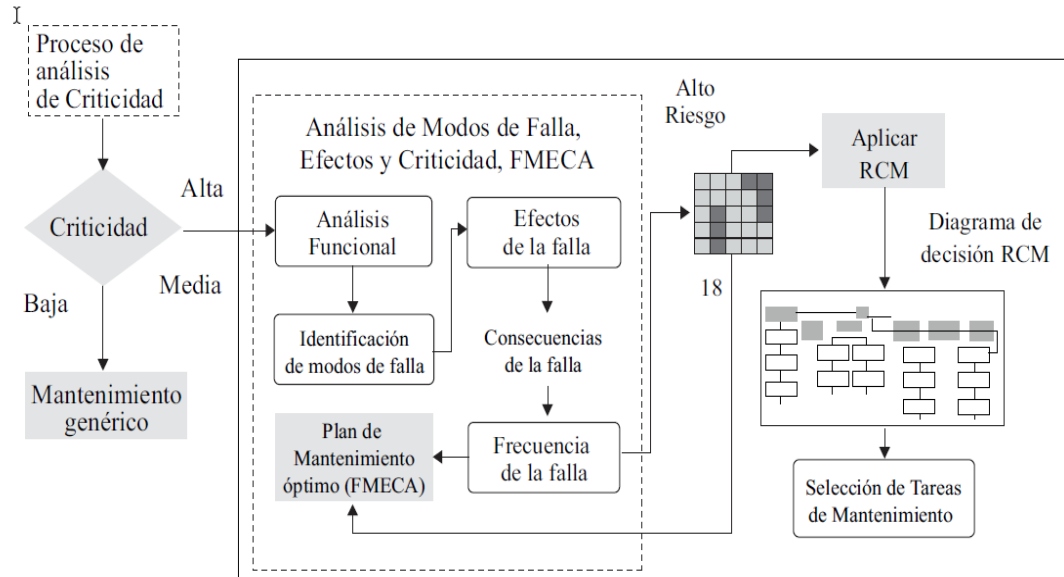 Proceso de
análisis
de Criticidad
Criticidad
Alta
Media
Baja
Mantenimiento
genérico
Análisis de Modos de Falla,
Efectos y Criticidad, FMECA
Análisis
Funcional
Identificación
de modos de falla
Efectos
de la falla
Consecuencias
de la falla
Frecuencia
de la falla
Plan de
Mantenimiento
óptimo (FMECA)
Alto
Riesgo
18
Aplicar
RCM
Diagrama de
decisión RCM
Selección de Tareas
de Mantenimiento